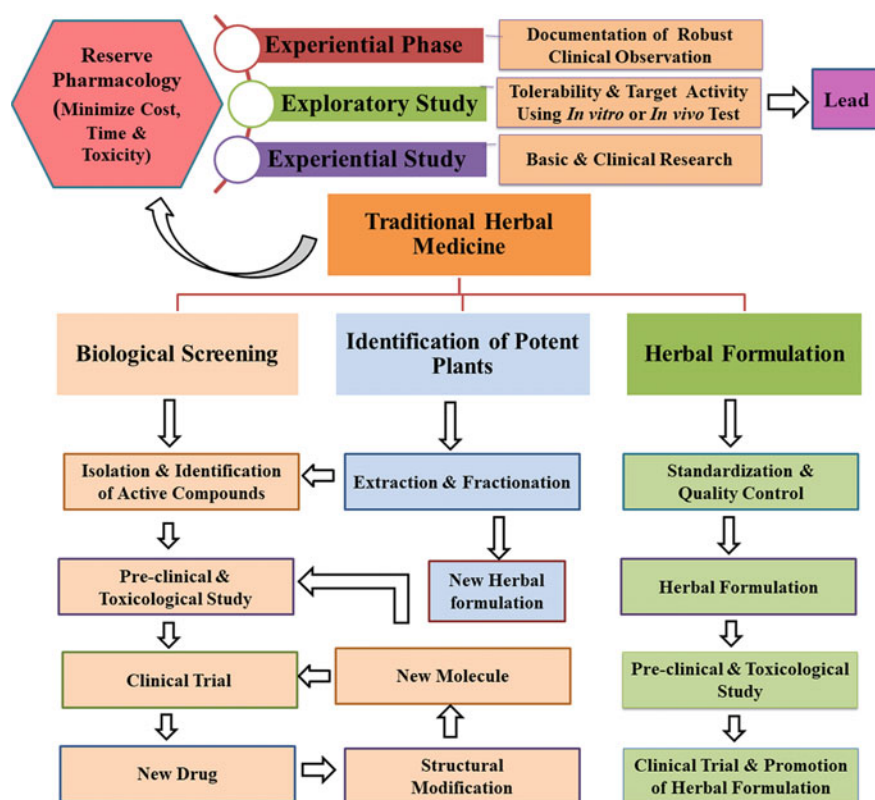 Reserve
Pharmacology
(Minimize Cost,
Time &
Toxicity)
Experiential Phase
Documentation of Robust
Clinical Observation
Exploratory Study
Tolerability & Target Activity
Using In vitro or In vivo Test
Lead
Experiential Study
Basic & Clinical Research
Traditional Herbal
Medicine
Biological Screening
Identification of Potent
Plants
Herbal Formulation
Isolation & Identification
of Active Compounds
Extraction & Fractionation
Standardization &
Quality Control
Pre-clinical &
Toxicological Study
New Herbal
formulation
Herbal Formulation
Clinical Trial
New Molecule
Pre-clinical & Toxicological
Study
New Drug
Structural
Modification
Clinical Trial & Promotion
of Herbal Formulation